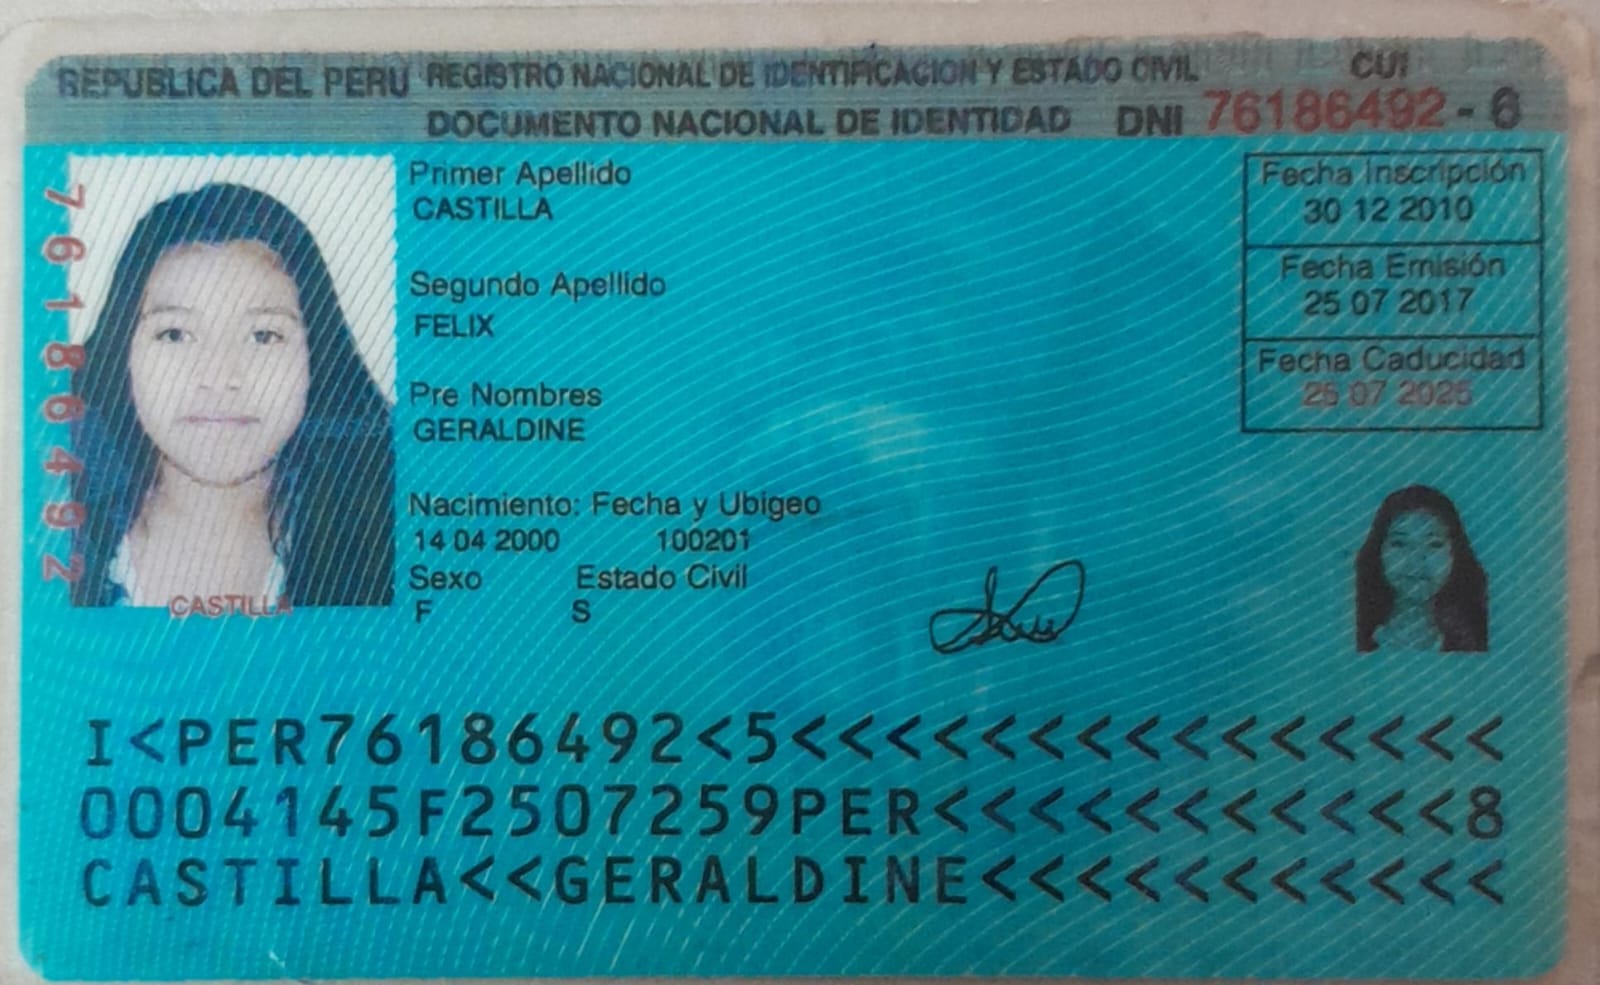 REPUBLICA DEL PERU REGISTRO NACIONAL DE IDENTIFICACION Y ESTADO CIVIL CUI
DOCUMENTO NACIONAL DE IDENTIDAD DNI 76186492 - 6
76186492
CASTILLA
Primer Apellido
CASTILLA
Segundo Apellido
FELIX
Pre Nombres
GERALDINE
Nacimiento: Fecha y Ubigeo
14 04 2000 100201
Sexo Estado Civil
F S
Fecha Inscripción
30 12 2010
Fecha Emisión
25 07 2017
Fecha Caducidad
25 07 2025
I<PER76186492<5<<<<<<<<<<<<<<<
0004145F2507259PER<<<<<<<<<<<8
CASTILLA<<GERALDINE<<<<<<<<<<<